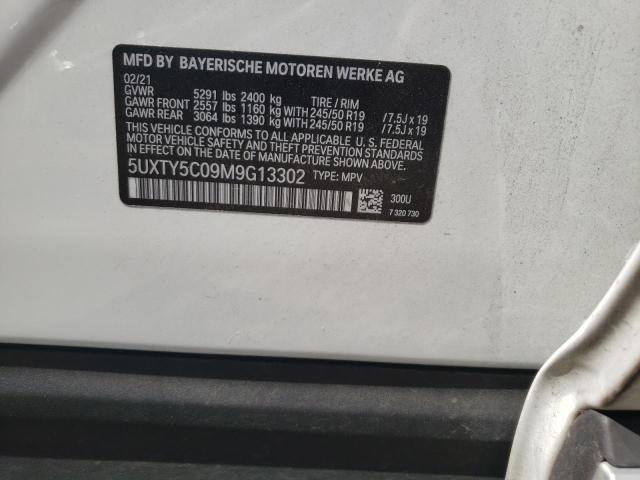 MFD BY BAYERISCHE MOTOREN WERKE AG
02/21
GVWR 5291 lbs 2400 kg TIRE / RIM
GAWR FRONT 2557 lbs 1160 kg 245/50 R19 /7.5J x 19
GAWR REAR 3064 lbs 1390 kg 245/50 R19 /7.5J x 19
THIS VEHICLE CONFORMS TO ALL APPLICABLE U. S. FEDERAL
MOTOR VEHICLE SAFETY AND THEFT PREVENTION STANDARDS
IN EFFECT ON THE DATE OF MANUFACTURE SHOWN ABOVE.
5UXTY5C09M9G13302 TYPE: MPV
300U
7 320 730